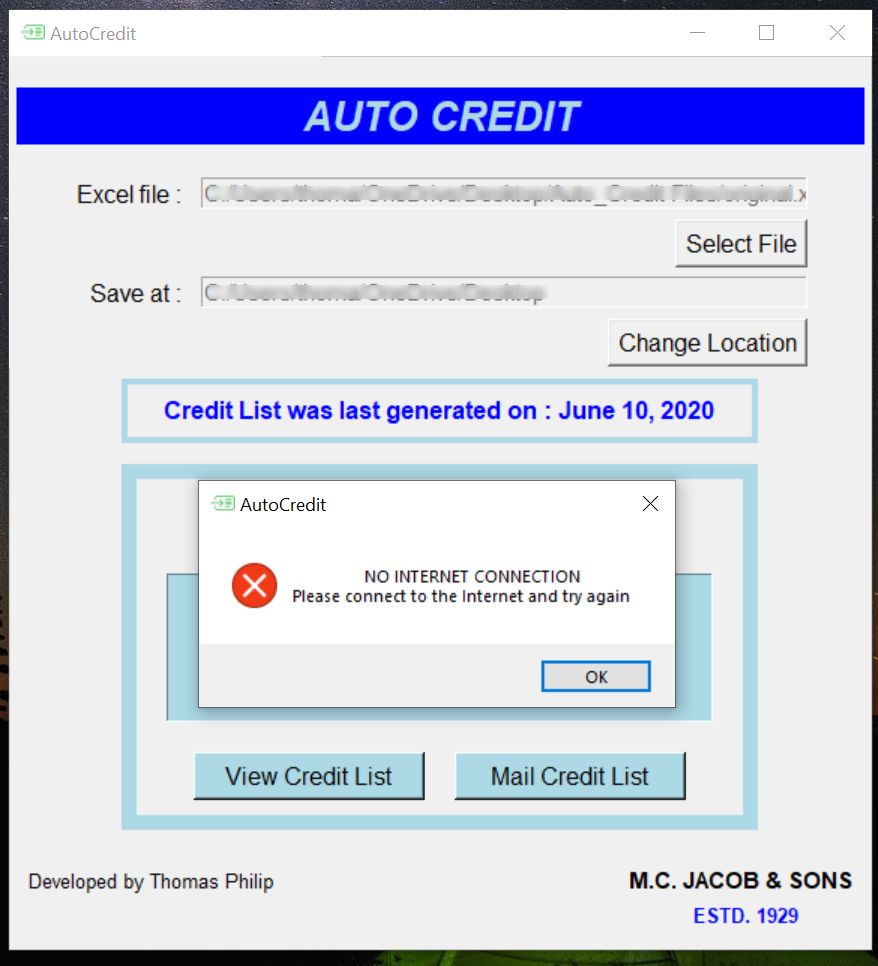 AutoCredit
AUTO CREDIT
Excel file :
Select File
Save at :
Change Location
Credit List was last generated on : June 10, 2020
AutoCredit
NO INTERNET CONNECTION
Please connect to the Internet and try again
OK
View Credit List
Mail Credit List
Developed by Thomas Philip
M.C. JACOB & SONS
ESTD. 1929